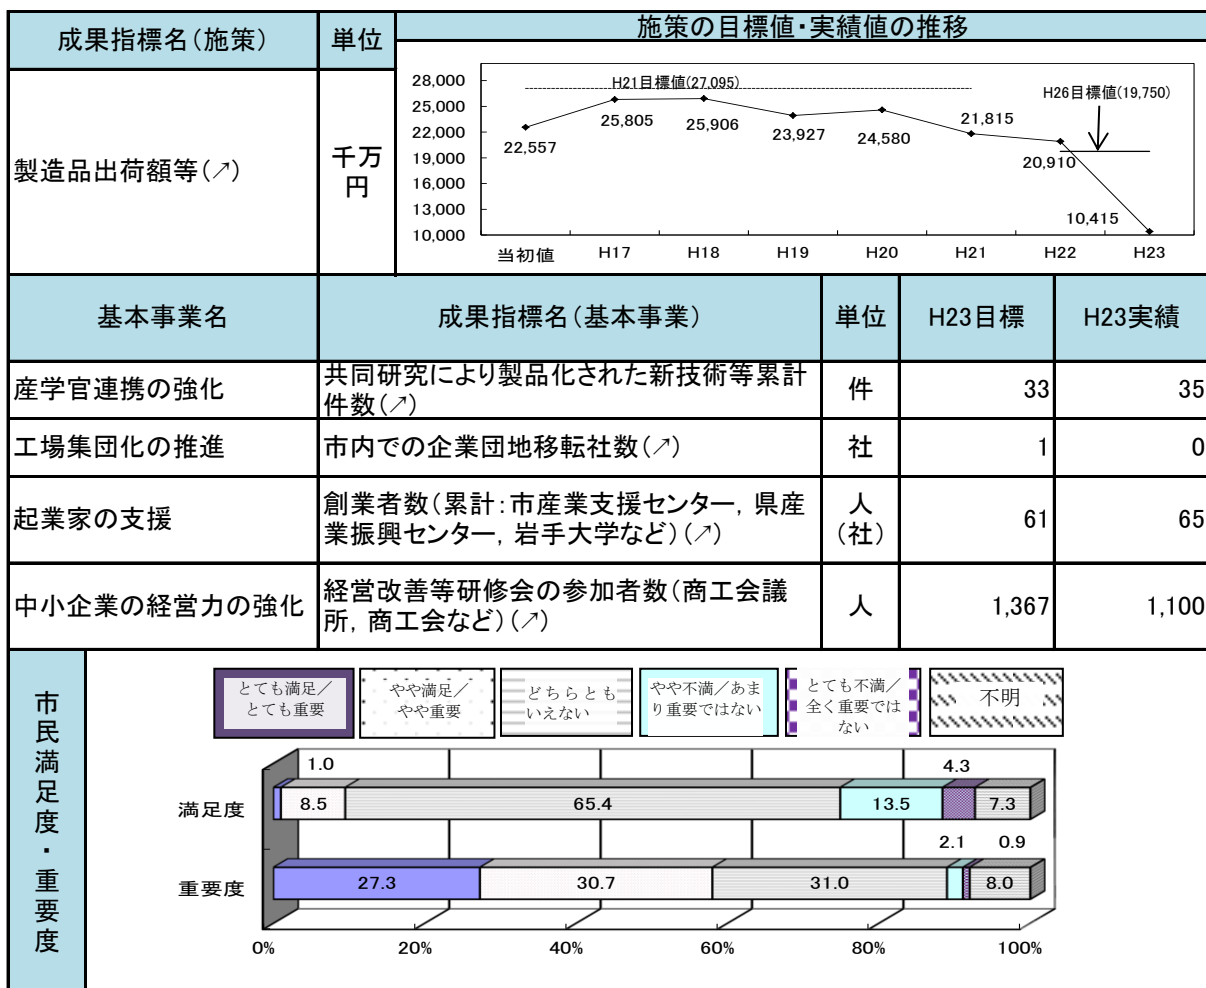 成果指標名（施策）
単位
施策の目標値・実績値の推移
製造品出荷額等（↗）
千万
円
28,000
25,000
22,000
19,000
16,000
13,000
10,000
H21目標値(27,095)
H26目標値(19,750)
22,557
25,805
25,906
23,927
24,580
21,815
20,910
10,415
当初値
H17
H18
H19
H20
H21
H22
H23
基本事業名
成果指標名（基本事業）
単位
H23目標
H23実績
産学官連携の強化
共同研究により製品化された新技術等累計
件数（↗）
件
33
35
工場集団化の推進
市内での企業団地移転社数（↗）
社
1
0
起業家の支援
創業者数（累計：市産業支援センター，県産
業振興センター，岩手大学など）（↗）
人
（社）
61
65
中小企業の経営力の強化
経営改善等研修会の参加者数（商工会議
所，商工会など）（↗）
人
1,367
1,100
市民満足度・重要度
とても満足／
とても重要
やや満足／
やや重要
どちらとも
いえない
やや不満／あま
り重要ではない
とても不満／
全く重要では
ない
不明
満足度
1.0
8.5
65.4
13.5
4.3
7.3
重要度
27.3
30.7
31.0
2.1
0.9
8.0
0%
20%
40%
60%
80%
100%